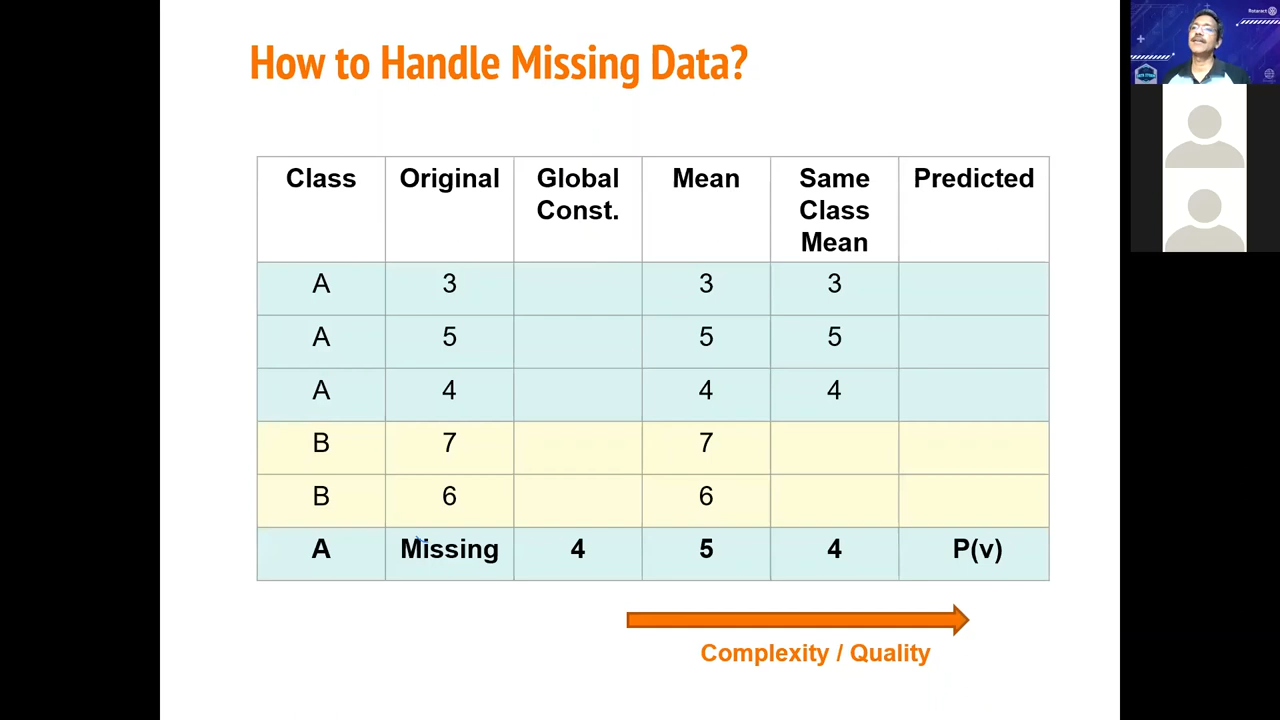 How to Handle Missing Data?
Rotaract
Class Original Global Const. Mean Same Class Mean Predicted
A 3 3 3
A 5 5 5
A 4 4 4
B 7 7
B 6 6
A Missing 4 5 4 P(v)
Complexity / Quality